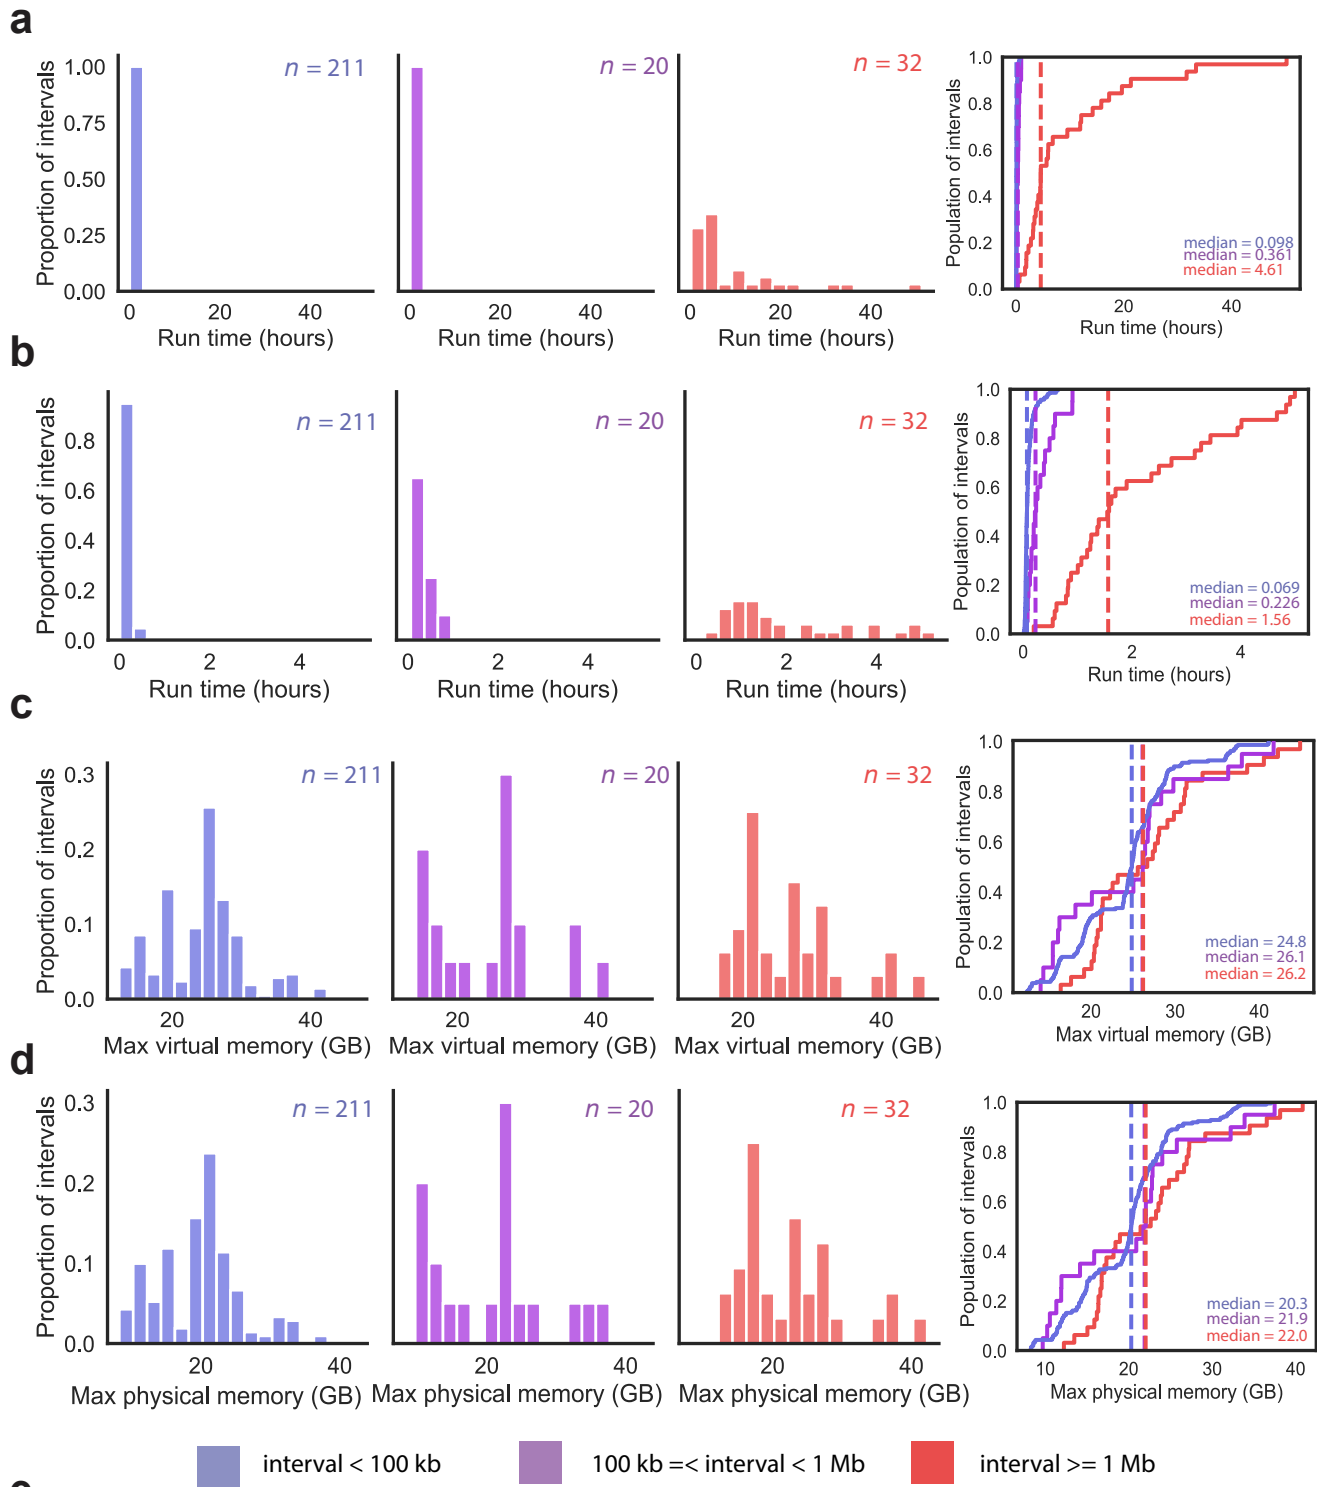 a
Proportion of intervals
1.00
0.75
0.50
0.25
0.00
n = 211
0 20 40
Run time (hours)
n = 20
0 20 40
Run time (hours)
n = 32
0 20 40
Run time (hours)
Population of intervals
1.0
0.8
0.6
0.4
0.2
0.0
median = 0.098
median = 0.361
median = 4.61
0 20 40
Run time (hours)
b
Proportion of intervals
0.8
0.6
0.4
0.2
0.0
n = 211
0 2 4
Run time (hours)
n = 20
0 2 4
Run time (hours)
n = 32
0 2 4
Run time (hours)
Population of intervals
1.0
0.8
0.6
0.4
0.2
0.0
median = 0.069
median = 0.226
median = 1.56
0 2 4
Run time (hours)
c
Proportion of intervals
0.3
0.2
0.1
0.0
n = 211
20 40
Max virtual memory (GB)
n = 20
20 40
Max virtual memory (GB)
n = 32
20 40
Max virtual memory (GB)
Population of intervals
1.0
0.8
0.6
0.4
0.2
0.0
median = 24.8
median = 26.1
median = 26.2
20 30 40
Max virtual memory (GB)
d
Proportion of intervals
0.3
0.2
0.1
0.0
n = 211
20 40
Max physical memory (GB)
n = 20
20 40
Max physical memory (GB)
n = 32
20 40
Max physical memory (GB)
Population of intervals
1.0
0.8
0.6
0.4
0.2
0.0
median = 20.3
median = 21.9
median = 22.0
10 20 30 40
Max physical memory (GB)
interval < 100 kb
100 kb =< interval < 1 Mb
interval >= 1 Mb